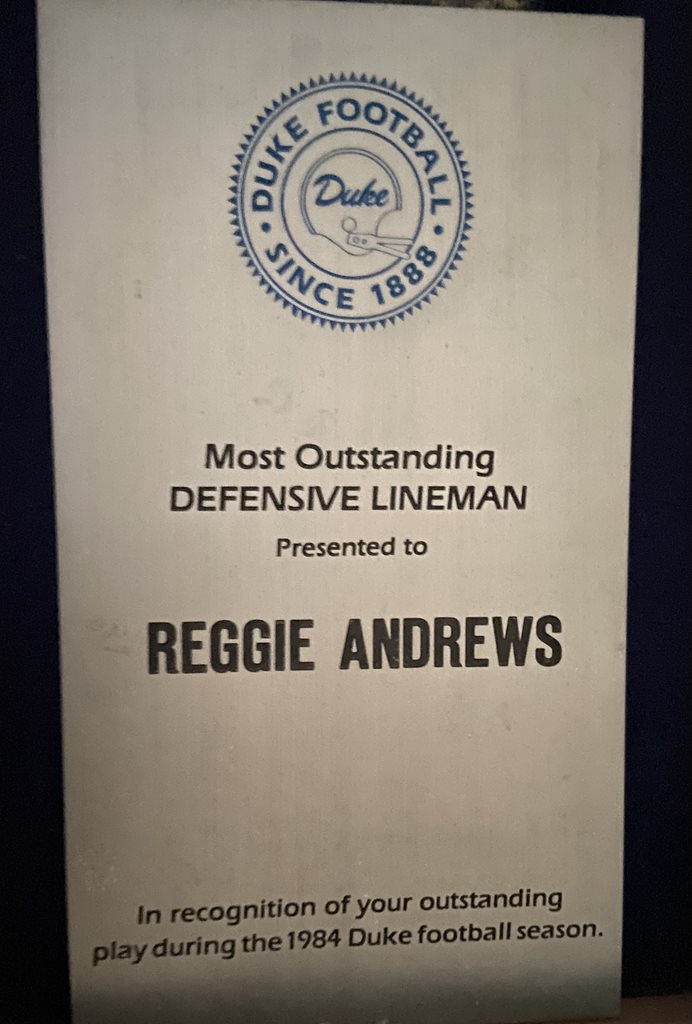 DUKE FOOTBALL
Duke
• SINCE 1888 •
Most Outstanding
DEFENSIVE LINEMAN
Presented to
REGGIE ANDREWS
In recognition of your outstanding
play during the 1984 Duke football season.